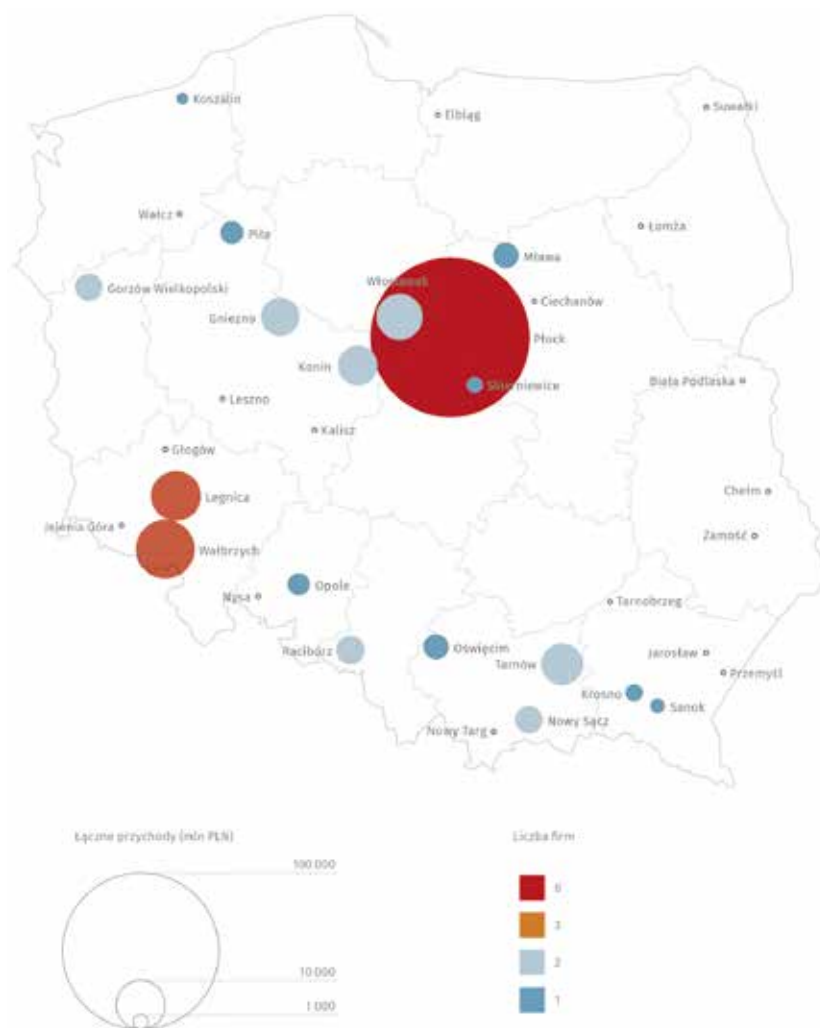 Koszalin
Elbląg
Suwałki
Wałcz
Piła
Łomża
Mława
Gorzów Wielkopolski
Włocławek
Ciechanów
Gniezno
Płock
Konin
Skierniewice
Biała Podlaska
Leszno
Kalisz
Głogów
Legnica
Chełm
Jelenia Góra
Zamość
Wałbrzych
Opole
Nysa
Tarnobrzeg
Racibórz
Oświęcim
Tarnów
Jarosław
Przemyśl
Krosno
Sanok
Nowy Sącz
Nowy Targ
Łączne przychody (mln PLN)
Liczba firm
100 000
10 000
1 000
6
3
2
1